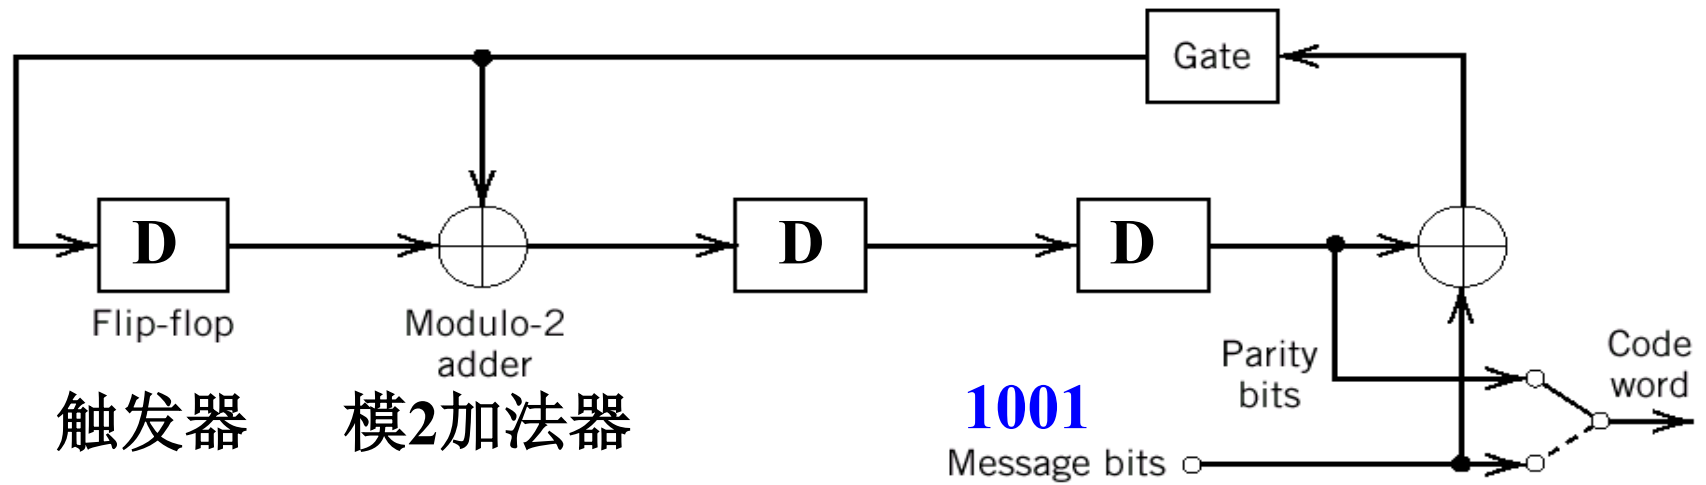 Gate
D
D
D
Flip-flop
Modulo-2
adder
触发器
模2加法器
1001
Message bits
Parity
bits
Code
word